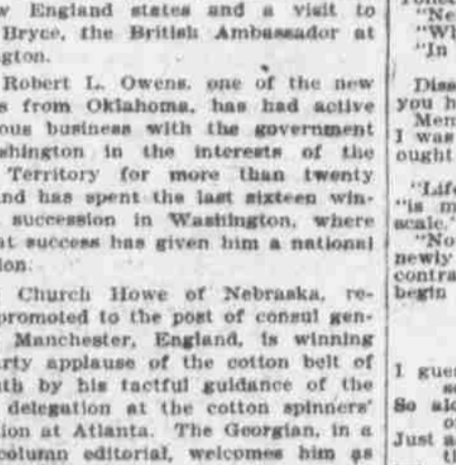 w England states and a visit to
Bryce, the British Ambassador at
gton.
Robert L. Owens, one of the new
s from Oklahoma, has had active
ous business with the government
shington in the interests of the
Territory for more than twenty
nd has spent the last sixteen win-
succession in Washington, where
at success has given him a national
ion.
Church Howe of Nebraska, re-
promoted to the post of consul gen-
Manchester, England, is winning
arty applause of the cotton belt of
uth by his tactful guidance of the
delegation at the cotton spinners'
tion at Atlanta. The Georgian, in a
column editorial, welcomes him as
"Ne
"Wh
"In
Diss
you h
Mem
I was
ought
"Life
"is m
scale."
"No
newly
contra
begin
I gues
so
So alo
o
Just a
th